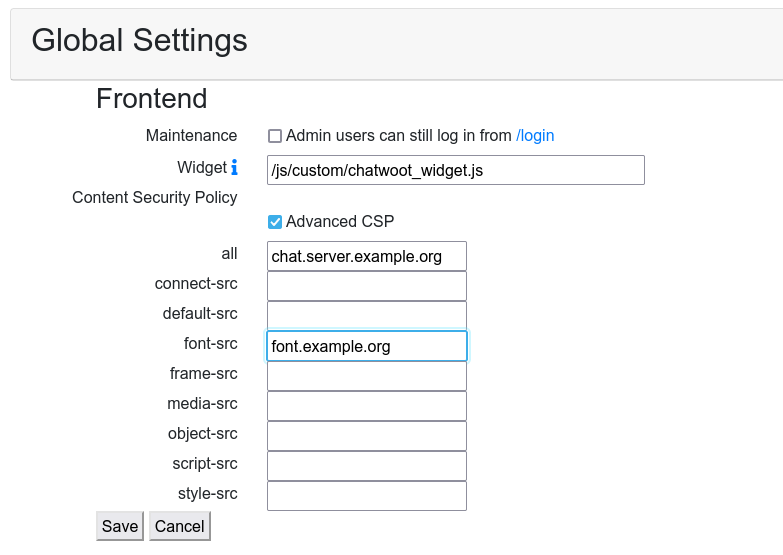 Global Settings
Frontend
Maintenance Admin users can still log in from /login
Widget i /js/custom/chatwoot_widget.js
Content Security Policy
Advanced CSP
all chat.server.example.org
connect-src
default-src
font-src font.example.org
frame-src
media-src
object-src
script-src
style-src
Save Cancel